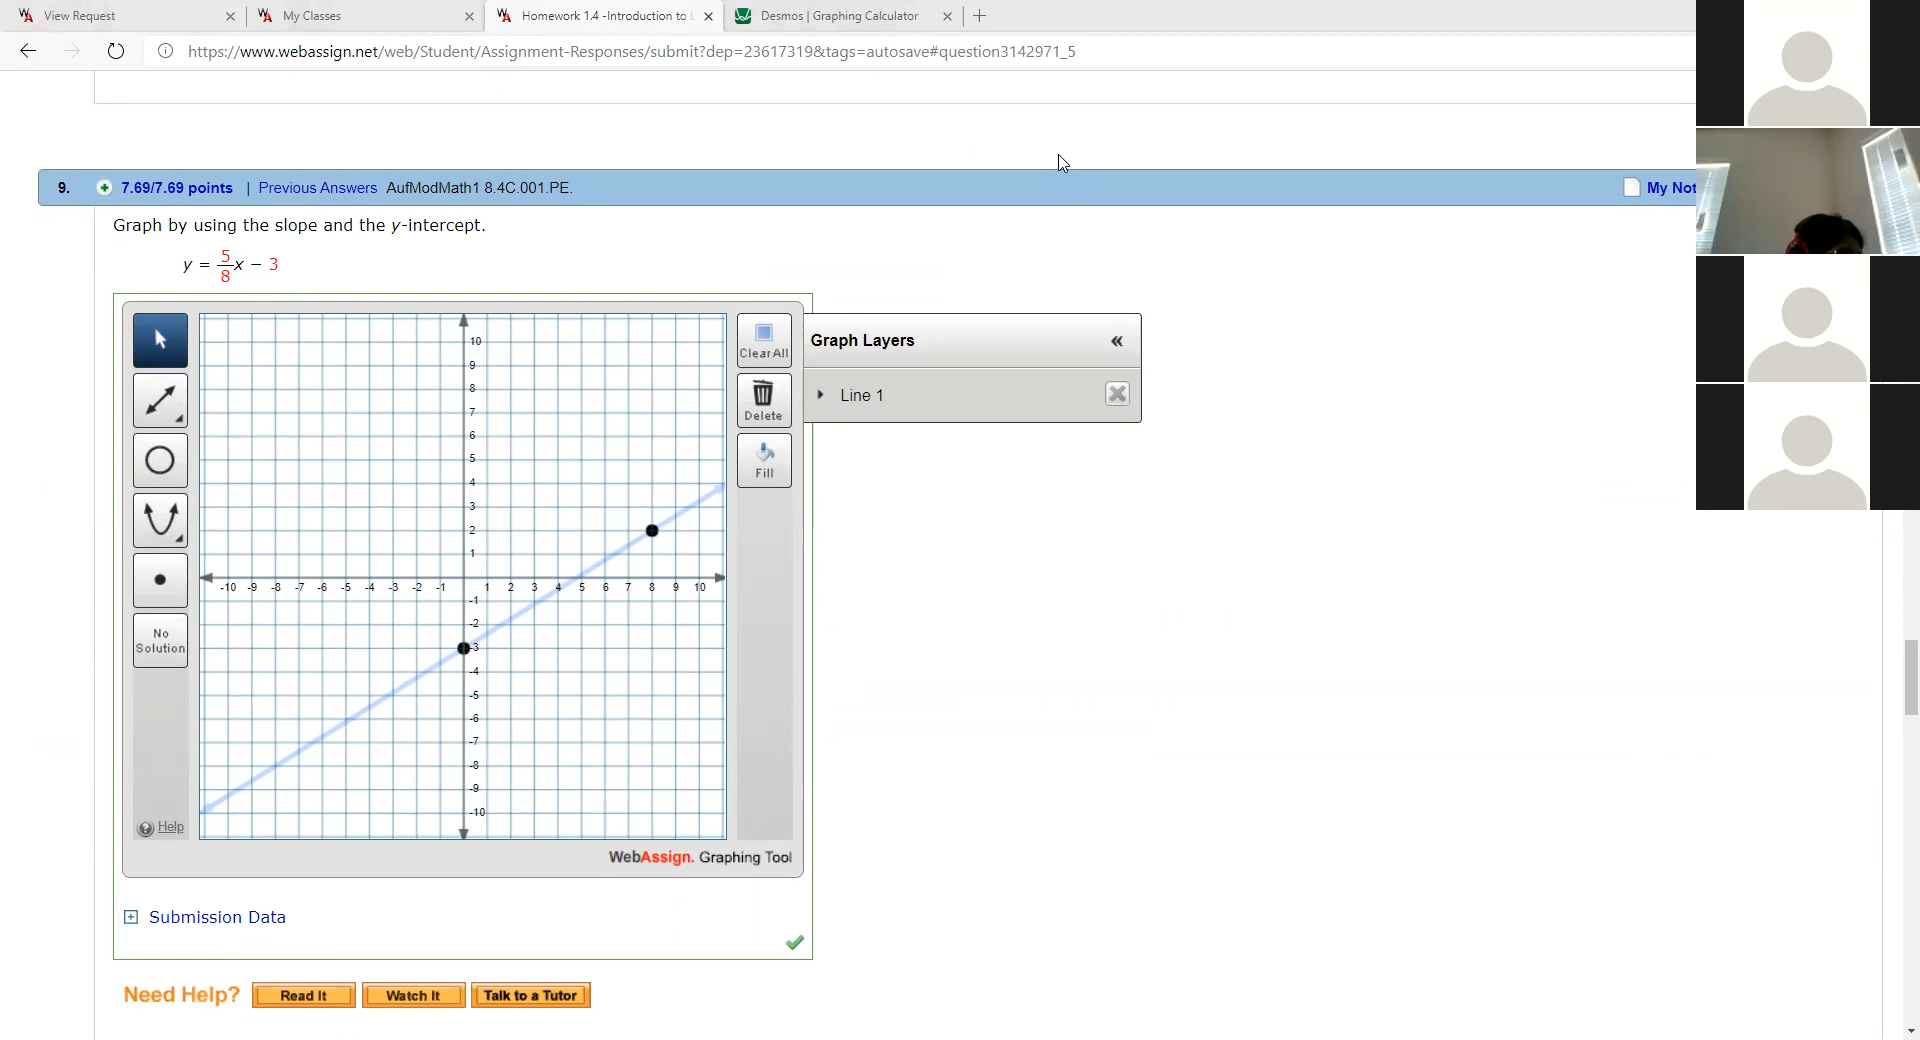 View Request
My Classes
Homework 1.4 -Introduction to L
Desmos | Graphing Calculator
https://www.webassign.net/web/Student/Assignment-Responses/submit?dep=23617319&tags=autosave#question3142971_5
9. 7.69/7.69 points | Previous Answers AufModMath1 8.4C.001.PE.
My Not
Graph by using the slope and the y-intercept.
y = 5/8 x − 3
Clear All
Delete
Fill
Graph Layers
Line 1
No
Solution
Help
10
9
8
7
6
5
4
3
2
1
-10 -9 -8 -7 -6 -5 -4 -3 -2 -1 1 2 3 4 5 6 7 8 9 10
-1
-2
-3
-4
-5
-6
-7
-8
-9
-10
WebAssign. Graphing Tool
Submission Data
Need Help? Read It Watch It Talk to a Tutor